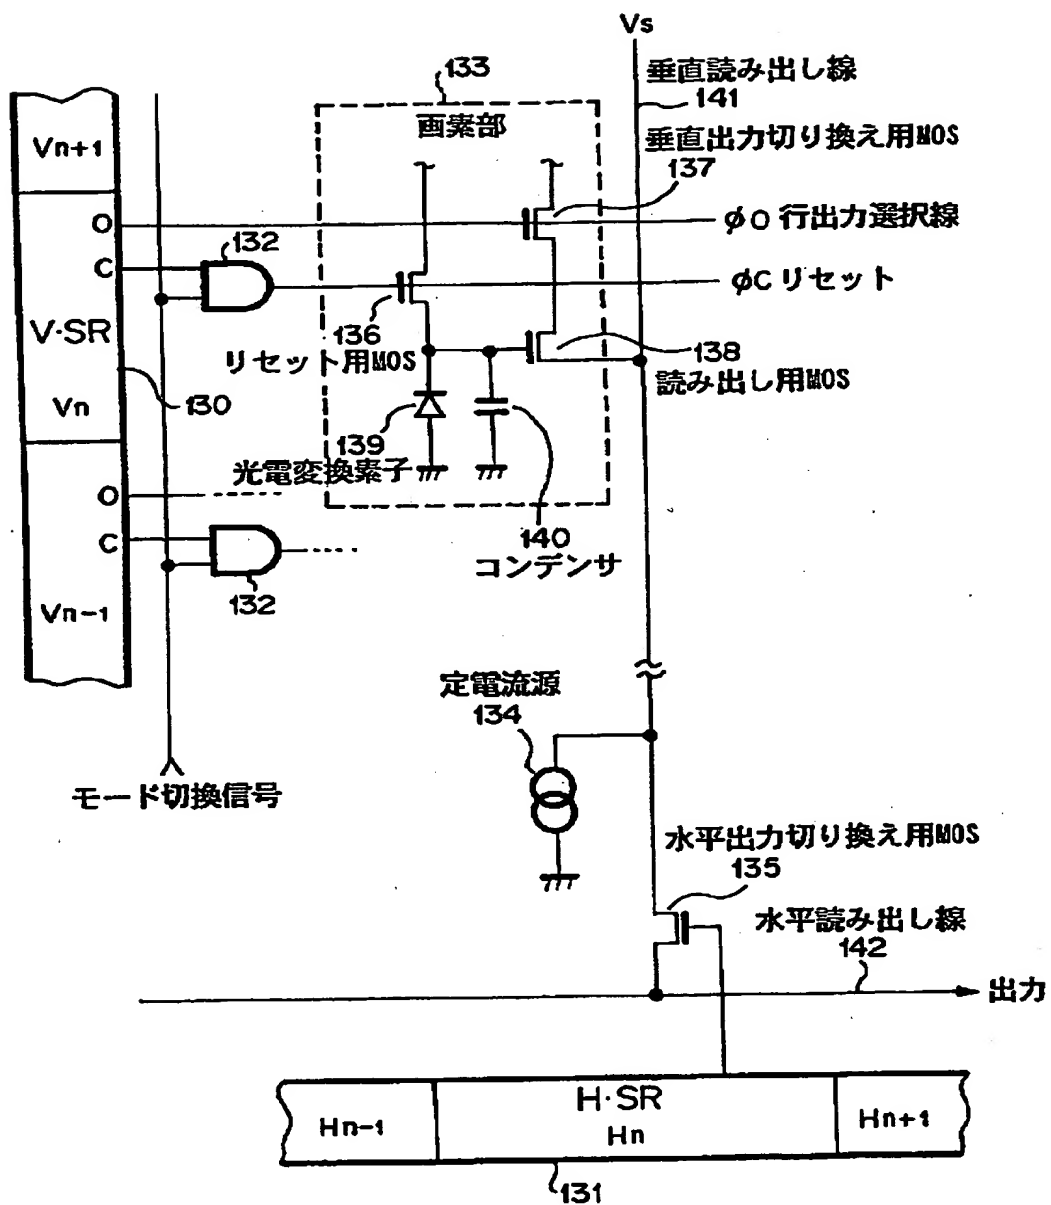 Vs
133
垂直読み出し線
141
画素部
Vn+1
垂直出力切り換え用MOS
137
O
φO 行出力選択線
132
C
φC リセット
V·SR
136
138
リセット用MOS
読み出し用MOS
130
Vn
139
光電変換素子
O
140
コンデンサ
C
132
Vn-1
定電流源
134
モード切換信号
水平出力切り換え用MOS
135
水平読み出し線
142
出力
H·SR
Hn-1
Hn
Hn+1
131